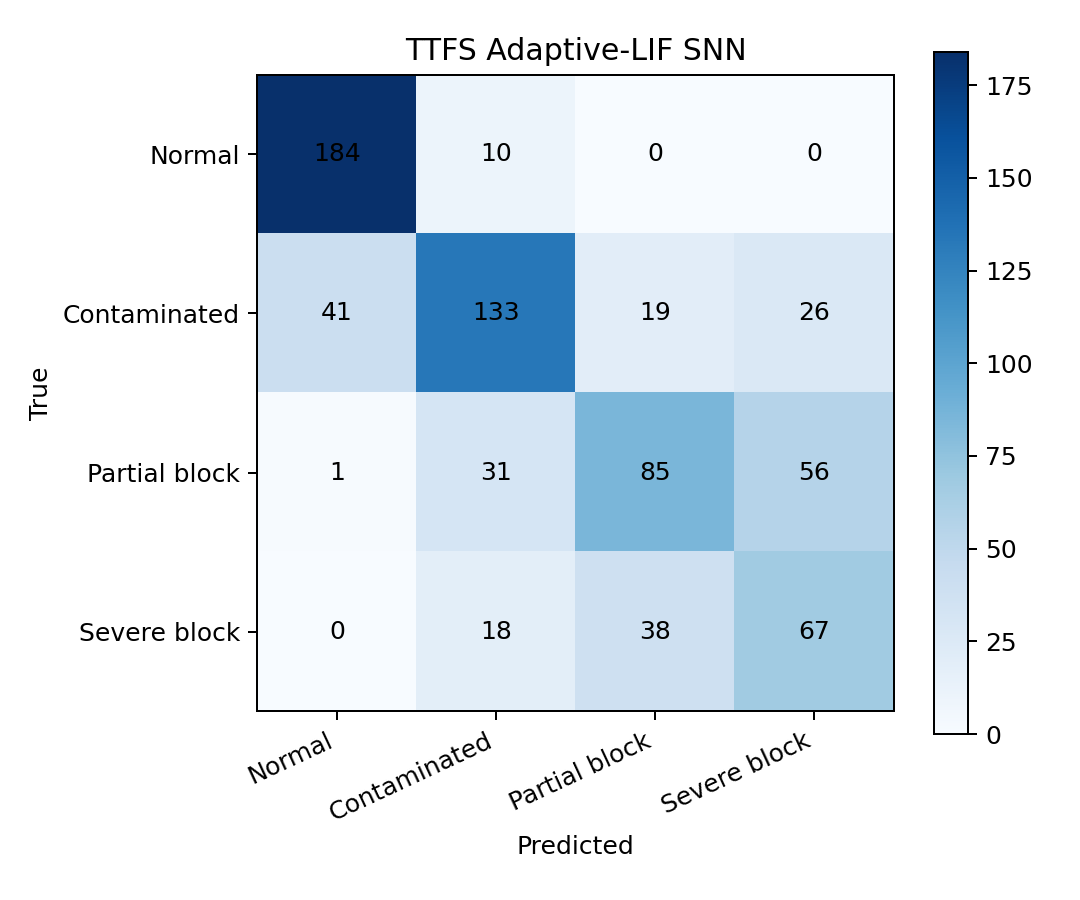 TTFS Adaptive-LIF SNN
True
Normal 184 10 0 0
Contaminated 41 133 19 26
Partial block 1 31 85 56
Severe block 0 18 38 67
Normal Contaminated Partial block Severe block
Predicted
175
150
125
100
75
50
25
0